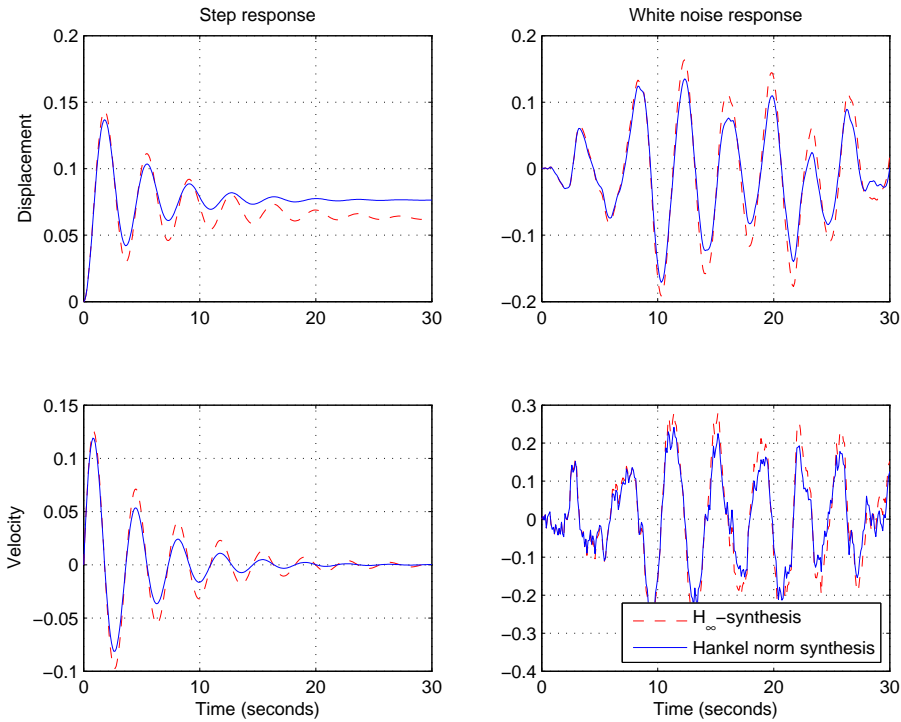 Step response
0.2
0.15
0.1
0.05
0
Displacement
0 10 20 30
White noise response
0.2
0.1
0
−0.1
−0.2
0 10 20 30
0.15
0.1
0.05
0
−0.05
−0.1
Velocity
0 10 20 30
Time (seconds)
0.3
0.2
0.1
0
−0.1
−0.2
−0.3
−0.4
0 10 20 30
Time (seconds)
H∞−synthesis
Hankel norm synthesis